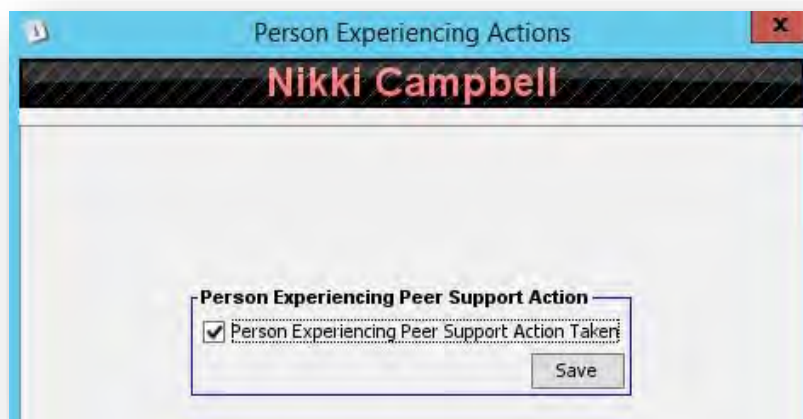 Person Experiencing Actions
x
Nikki Campbell
Person Experiencing Peer Support Action
Person Experiencing Peer Support Action Taken
Save